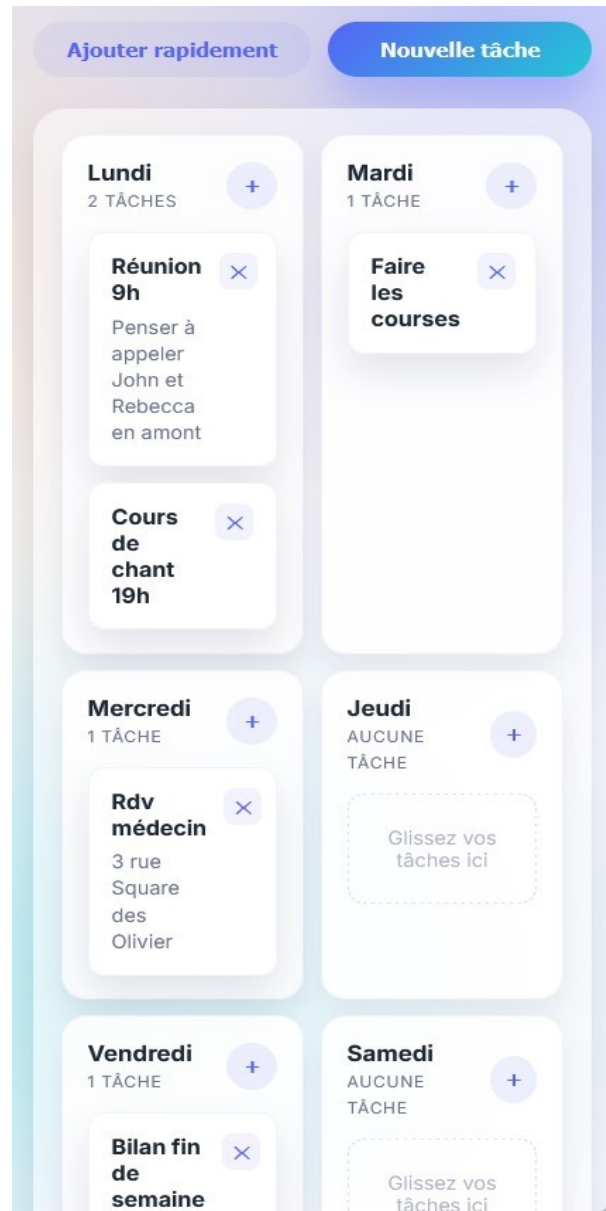 Ajouter rapidement
Nouvelle tâche
Lundi
2 TÂCHES
+
Réunion
9h
Penser à
appeler
John et
Rebecca
en amont
Cours
de
chant
19h
Mardi
1 TÂCHE
+
Faire
les
courses
Mercredi
1 TÂCHE
+
Rdv
médecin
3 rue
Square
des
Olivier
Jeudi
AUCUNE
TÂCHE
+
Glissez vos
tâches ici
Vendredi
1 TÂCHE
+
Bilan fin
de
semaine
Samedi
AUCUNE
TÂCHE
+
Glissez vos
tâches ici